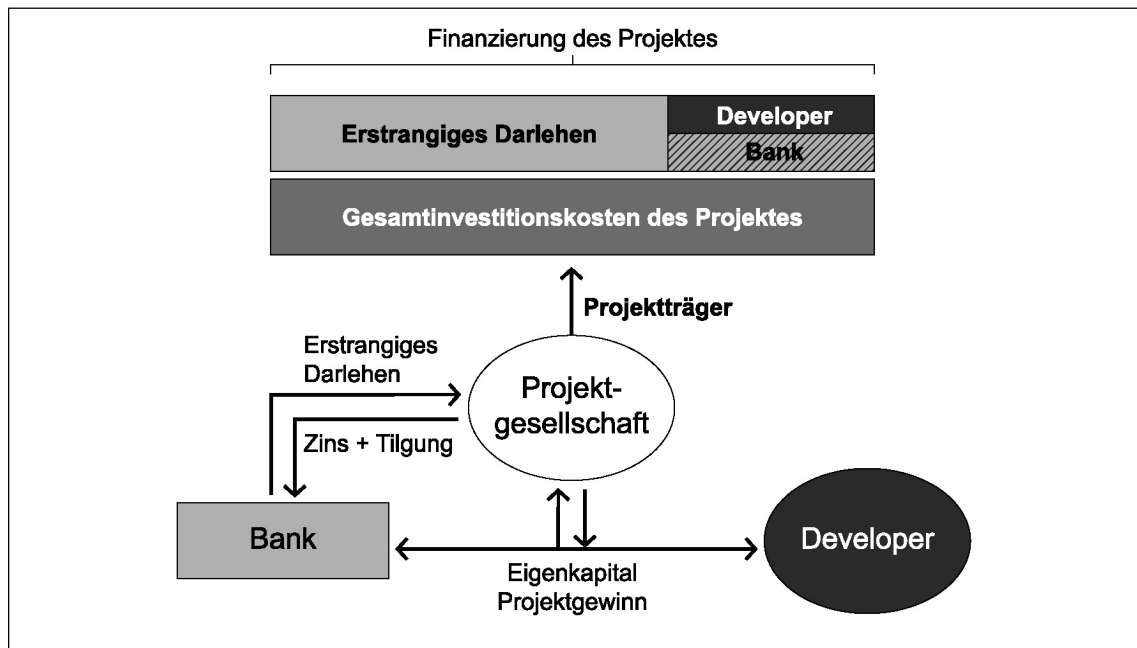 Finanzierung des Projektes
Erstrangiges Darlehen
Developer
Bank
Gesamtinvestitionskosten des Projektes
Projektträger
Erstrangiges
Darlehen
Projekt-
gesellschaft
Zins + Tilgung
Bank
Developer
Eigenkapital
Projektgewinn